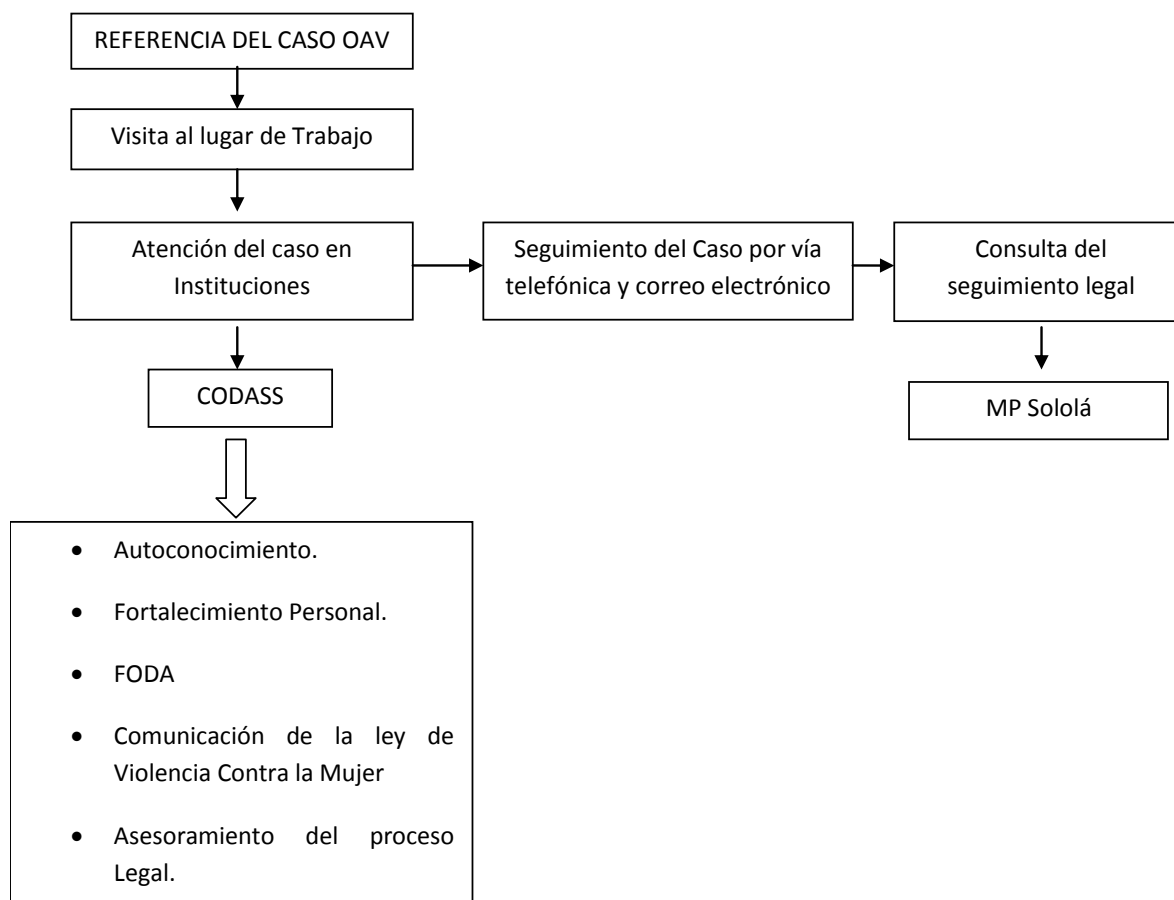 REFERENCIA DEL CASO OAV
Visita al lugar de Trabajo
Atención del caso en
Instituciones
Seguimiento del Caso por vía
telefónica y correo electrónico
Consulta del
seguimiento legal
CODASS
MP Sololá
• Autoconocimiento.
• Fortalecimiento Personal.
• FODA
• Comunicación de la ley de
Violencia Contra la Mujer
• Asesoramiento del proceso
Legal.